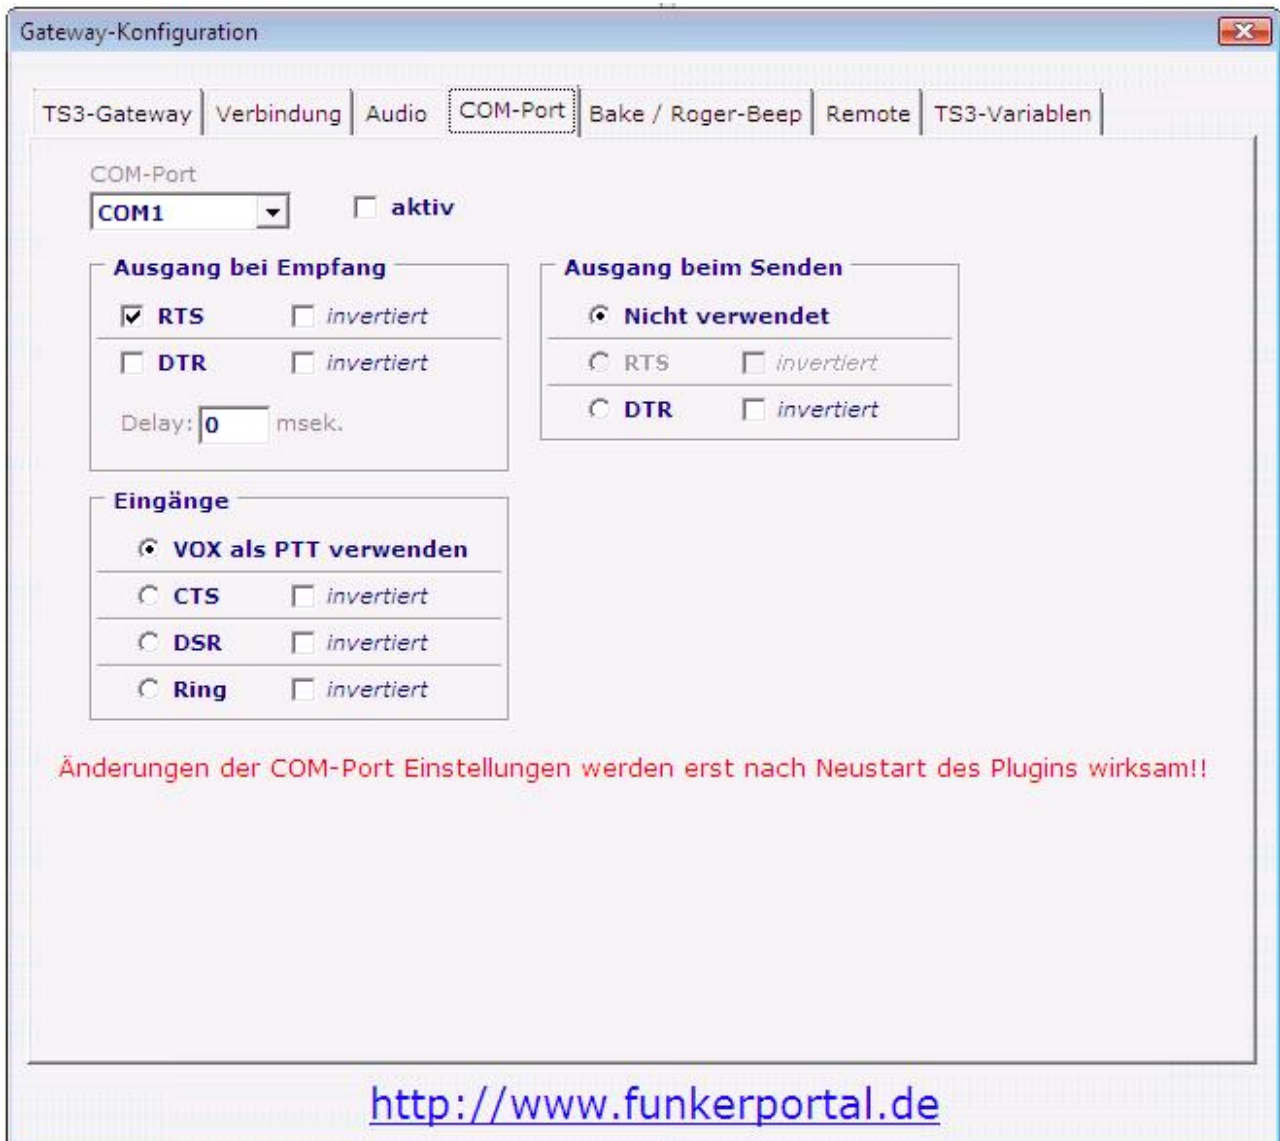 Gateway-Konfiguration
TS3-Gateway Verbindung Audio COM-Port Bake / Roger-Beep Remote TS3-Variablen
COM-Port
COM1 aktiv
Ausgang bei Empfang
RTS invertiert
DTR invertiert
Delay: 0 msek.
Ausgang beim Senden
Nicht verwendet
RTS invertiert
DTR invertiert
Eingänge
VOX als PTT verwenden
CTS invertiert
DSR invertiert
Ring invertiert
Änderungen der COM-Port Einstellungen werden erst nach Neustart des Plugins wirksam!!
http://www.funkerportal.de